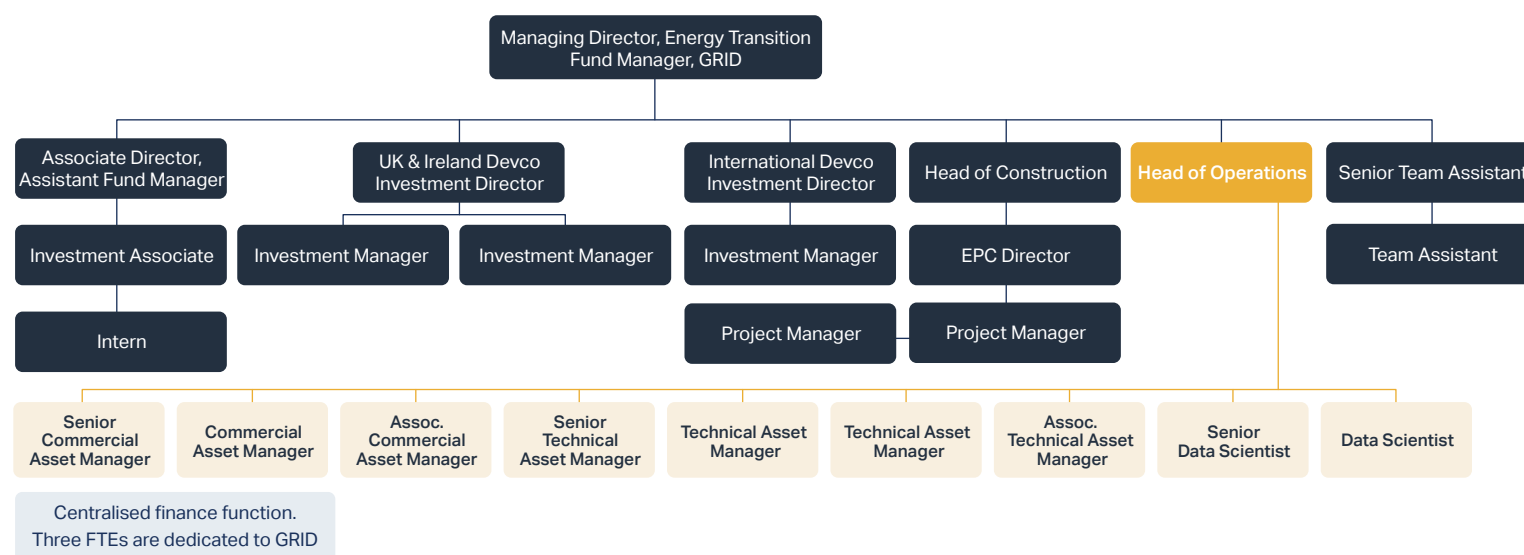 Managing Director, Energy Transition
Fund Manager, GRID
Associate Director,
Assistant Fund Manager
UK & Ireland Devco
Investment Director
International Devco
Investment Director
Head of Construction
Head of Operations
Senior Team Assistant
Investment Associate
Investment Manager
Investment Manager
Investment Manager
EPC Director
Team Assistant
Intern
Project Manager
Project Manager
Senior
Commercial
Asset Manager
Commercial
Asset Manager
Assoc.
Commercial
Asset Manager
Senior
Technical
Asset Manager
Technical Asset
Manager
Technical Asset
Manager
Assoc.
Technical Asset
Manager
Senior
Data Scientist
Data Scientist
Centralised finance function.
Three FTEs are dedicated to GRID